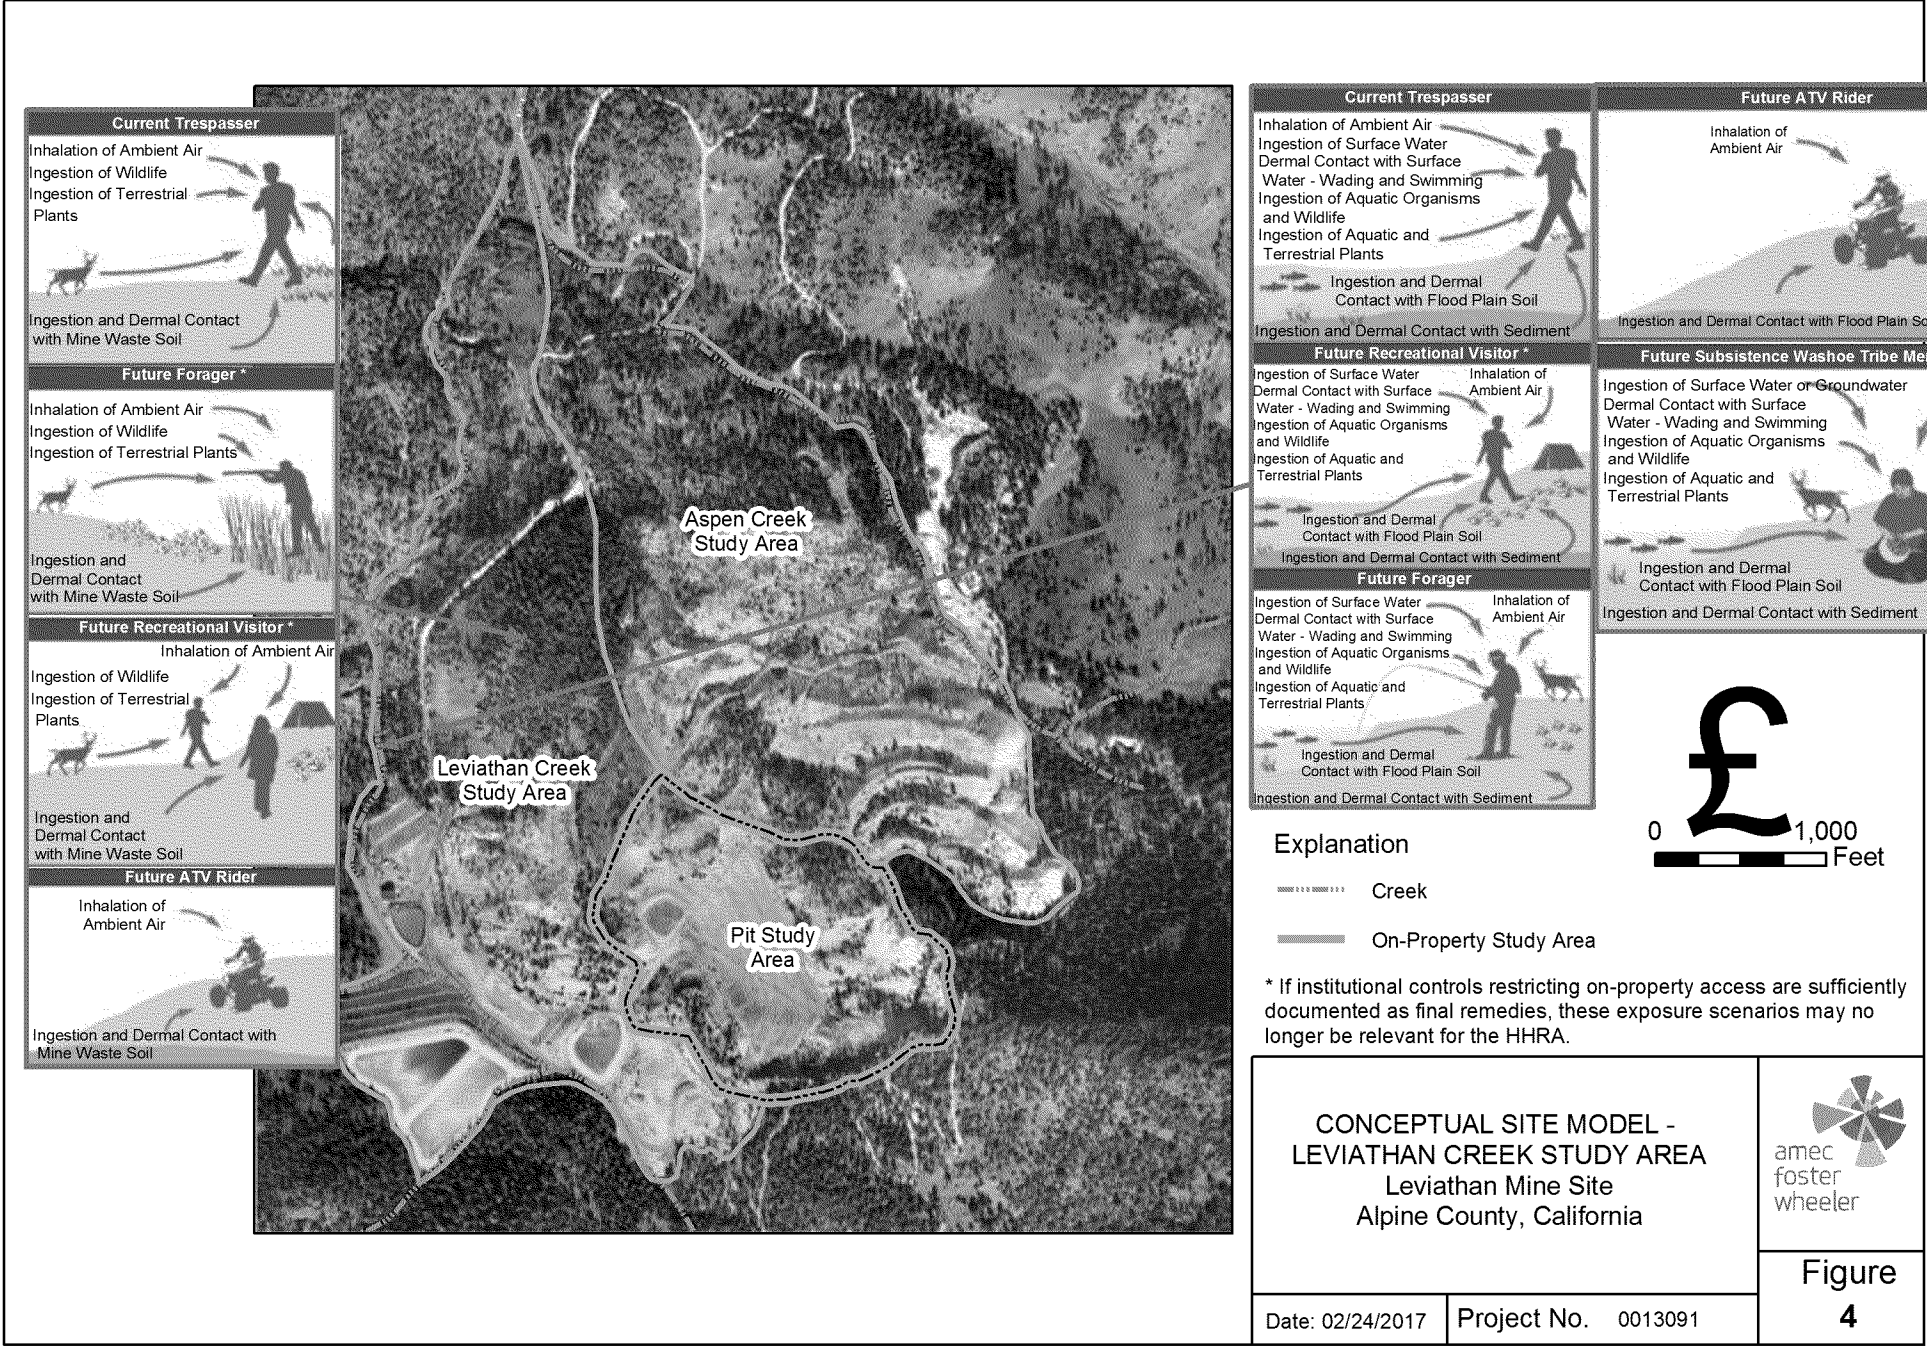 Current Trespasser
Inhalation of Ambient Air
Ingestion of Wildlife
Ingestion of Terrestrial
Plants
Ingestion and Dermal Contact
with Mine Waste Soil
Future Forager *
Inhalation of Ambient Air
Ingestion of Wildlife
Ingestion of Terrestrial Plants
Ingestion and
Dermal Contact
with Mine Waste Soil
Future Recreational Visitor *
Inhalation of Ambient Air
Ingestion of Wildlife
Ingestion of Terrestrial
Plants
Ingestion and
Dermal Contact
with Mine Waste Soil
Future ATV Rider
Inhalation of
Ambient Air
Ingestion and Dermal Contact with
Mine Waste Soil
Aspen Creek
Study Area
Leviathan Creek
Study Area
Pit Study
Area
Current Trespasser
Inhalation of Ambient Air
Ingestion of Surface Water
Dermal Contact with Surface
Water - Wading and Swimming
Ingestion of Aquatic Organisms
and Wildlife
Ingestion of Aquatic and
Terrestrial Plants
Ingestion and Dermal
Contact with Flood Plain Soil
Ingestion and Dermal Contact with Sediment
Future Recreational Visitor *
Ingestion of Surface Water
Dermal Contact with Surface
Water - Wading and Swimming
Ingestion of Aquatic Organisms
and Wildlife
Ingestion of Aquatic and
Terrestrial Plants
Inhalation of
Ambient Air
Ingestion and Dermal
Contact with Flood Plain Soil
Ingestion and Dermal Contact with Sediment
Future Forager
Ingestion of Surface Water
Dermal Contact with Surface
Water - Wading and Swimming
Ingestion of Aquatic Organisms
and Wildlife
Ingestion of Aquatic and
Terrestrial Plants
Inhalation of
Ambient Air
Ingestion and Dermal
Contact with Flood Plain Soil
Ingestion and Dermal Contact with Sediment
Future ATV Rider
Inhalation of
Ambient Air
Ingestion and Dermal Contact with Flood Plain So
Future Subsistence Washoe Tribe Me
Ingestion of Surface Water or Groundwater
Dermal Contact with Surface
Water - Wading and Swimming
Ingestion of Aquatic Organisms
and Wildlife
Ingestion of Aquatic and
Terrestrial Plants
Ingestion and Dermal
Contact with Flood Plain Soil
Ingestion and Dermal Contact with Sediment
£
0 1,000
Feet
Explanation
Creek
On-Property Study Area
* If institutional controls restricting on-property access are sufficiently
documented as final remedies, these exposure scenarios may no
longer be relevant for the HHRA.
CONCEPTUAL SITE MODEL -
LEVIATHAN CREEK STUDY AREA
Leviathan Mine Site
Alpine County, California
amec
foster
wheeler
Date: 02/24/2017
Project No. 0013091
Figure
4